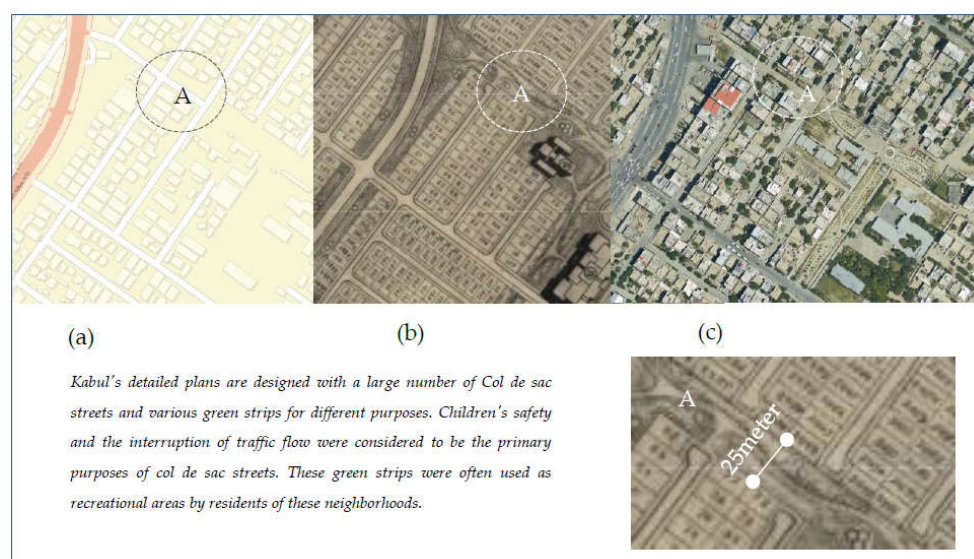 A
A
A
(a)
(b)
(c)
Kabul's detailed plans are designed with a large number of Col de sac
streets and various green strips for different purposes. Children's safety
and the interruption of traffic flow were considered to be the primary
purposes of col de sac streets. These green strips were often used as
recreational areas by residents of these neighborhoods.
A
25meter